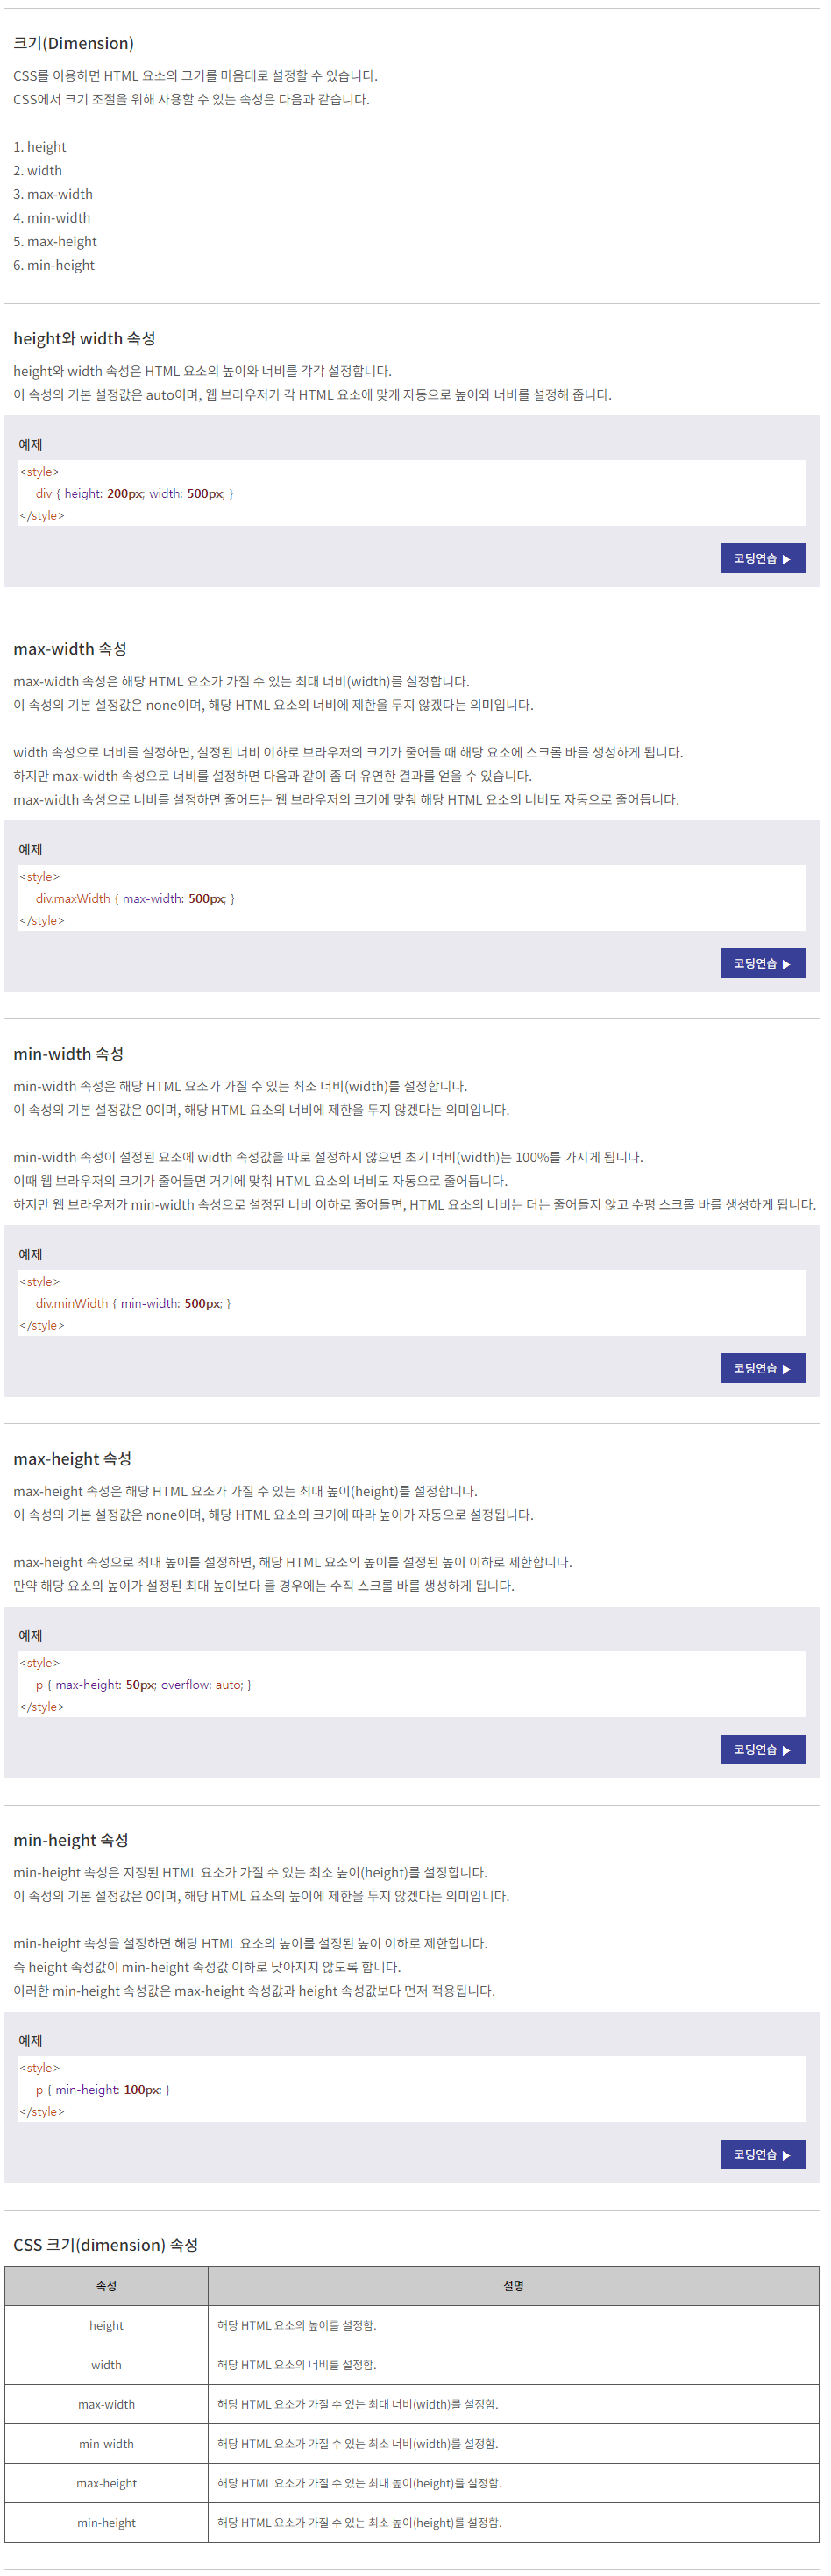 크기(Dimension)
CSS를 이용하면 HTML 요소의 크기를 마음대로 설정할 수 있습니다.
CSS에서 크기 조절을 위해 사용할 수 있는 속성은 다음과 같습니다.
1. height
2. width
3. max-width
4. min-width
5. max-height
6. min-height
height와 width 속성
height와 width 속성은 HTML 요소의 높이와 너비를 각각 설정합니다.
이 속성의 기본 설정값은 auto이며, 웹 브라우저가 각 HTML 요소에 맞게 자동으로 높이와 너비를 설정해 줍니다.
예제
<style>
div { height: 200px; width: 500px; }
</style>
코딩연습 ▶
max-width 속성
max-width 속성은 해당 HTML 요소가 가질 수 있는 최대 너비(width)를 설정합니다.
이 속성의 기본 설정값은 none이며, 해당 HTML 요소의 너비에 제한을 두지 않겠다는 의미입니다.
width 속성으로 너비를 설정하면, 설정된 너비 이하로 브라우저의 크기가 줄어들 때 해당 요소에 스크롤 바를 생성하게 됩니다.
하지만 max-width 속성으로 너비를 설정하면 다음과 같이 좀 더 유연한 결과를 얻을 수 있습니다.
max-width 속성으로 너비를 설정하면 줄어드는 웹 브라우저의 크기에 맞춰 해당 HTML 요소의 너비도 자동으로 줄어듭니다.
예제
<style>
div.maxWidth { max-width: 500px; }
</style>
코딩연습 ▶
min-width 속성
min-width 속성은 해당 HTML 요소가 가질 수 있는 최소 너비(width)를 설정합니다.
이 속성의 기본 설정값은 0이며, 해당 HTML 요소의 너비에 제한을 두지 않겠다는 의미입니다.
min-width 속성이 설정된 요소에 width 속성값을 따로 설정하지 않으면 초기 너비(width)는 100%를 가지게 됩니다.
이때 웹 브라우저의 크기가 줄어들면 거기에 맞춰 HTML 요소의 너비도 자동으로 줄어듭니다.
하지만 웹 브라우저가 min-width 속성으로 설정된 너비 이하로 줄어들면, HTML 요소의 너비는 더는 줄어들지 않고 수평 스크롤 바를 생성하게 됩니다.
예제
<style>
div.minWidth { min-width: 500px; }
</style>
코딩연습 ▶
max-height 속성
max-height 속성은 해당 HTML 요소가 가질 수 있는 최대 높이(height)를 설정합니다.
이 속성의 기본 설정값은 none이며, 해당 HTML 요소의 크기에 따라 높이가 자동으로 설정됩니다.
max-height 속성으로 최대 높이를 설정하면, 해당 HTML 요소의 높이를 설정된 높이 이하로 제한합니다.
만약 해당 요소의 높이가 설정된 최대 높이보다 클 경우에는 수직 스크롤 바를 생성하게 됩니다.
예제
<style>
p { max-height: 50px; overflow: auto; }
</style>
코딩연습 ▶
min-height 속성
min-height 속성은 지정된 HTML 요소가 가질 수 있는 최소 높이(height)를 설정합니다.
이 속성의 기본 설정값은 0이며, 해당 HTML 요소의 높이에 제한을 두지 않겠다는 의미입니다.
min-height 속성을 설정하면 해당 HTML 요소의 높이를 설정된 높이 이하로 제한합니다.
즉 height 속성값이 min-height 속성값 이하로 낮아지지 않도록 합니다.
이러한 min-height 속성값은 max-height 속성값과 height 속성값보다 먼저 적용됩니다.
예제
<style>
p { min-height: 100px; }
</style>
코딩연습 ▶
CSS 크기(dimension) 속성
속성 설명
height 해당 HTML 요소의 높이를 설정함.
width 해당 HTML 요소의 너비를 설정함.
max-width 해당 HTML 요소가 가질 수 있는 최대 너비(width)를 설정함.
min-width 해당 HTML 요소가 가질 수 있는 최소 너비(width)를 설정함.
max-height 해당 HTML 요소가 가질 수 있는 최대 높이(height)를 설정함.
min-height 해당 HTML 요소가 가질 수 있는 최소 높이(height)를 설정함.